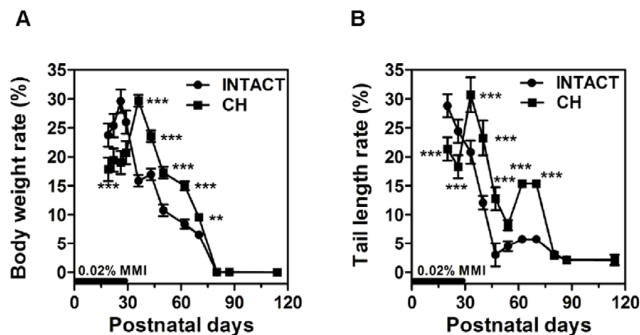 A
Body weight rate (%)
35
30
25
20
15
10
5
0
INTACT
CH
***
***
***
***
***
**
0.02% MMI
0 30 60 90 120
Postnatal days
B
Tail length rate (%)
35
30
25
20
15
10
5
0
INTACT
CH
***
***
***
***
***
***
***
0.02% MMI
0 30 60 90 120
Postnatal days